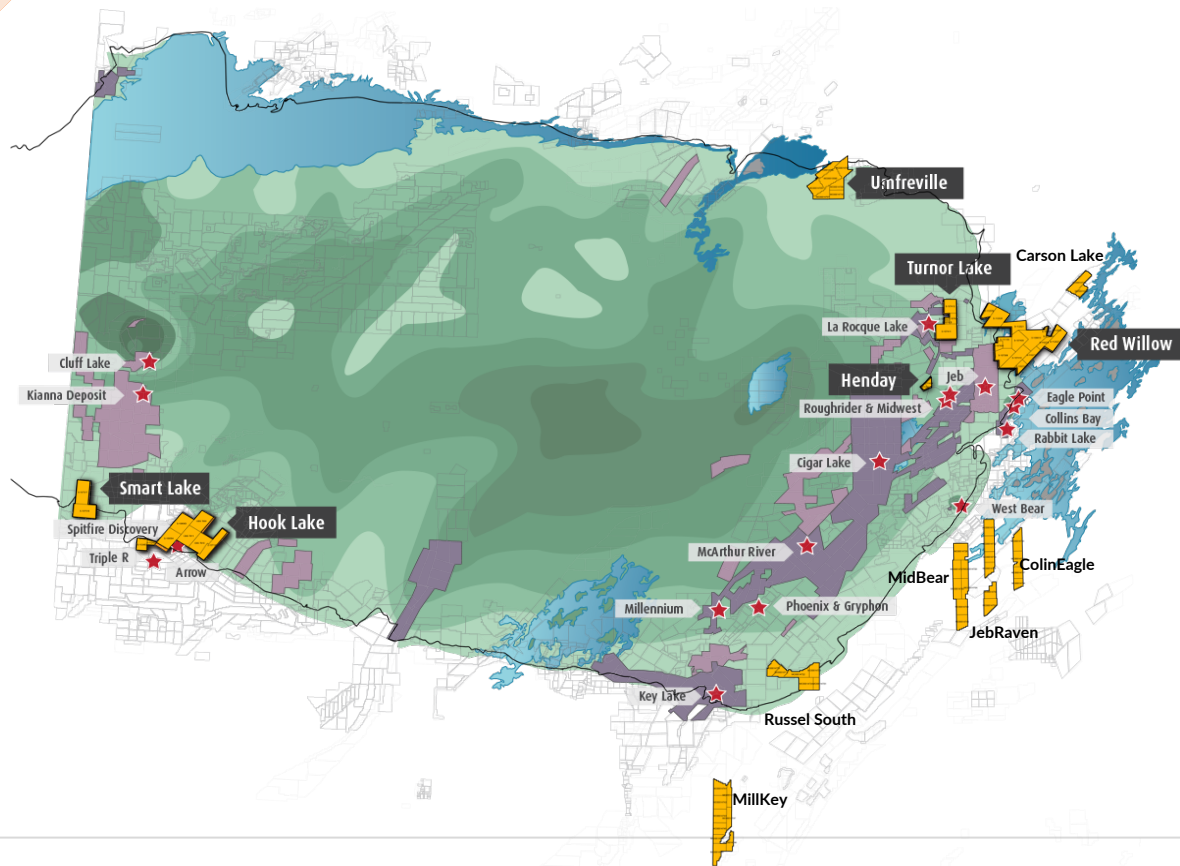 Umfreville
Carson Lake
Turnor Lake
La Rocque Lake
Red Willow
Cluff Lake
Henday
Jeb
Kianna Deposit
Eagle Point
Roughrider & Midwest
Collins Bay
Rabbit Lake
Cigar Lake
Smart Lake
West Bear
Hook Lake
Spitfire Discovery
McArthur River
Triple R
ColinEagle
Arrow
MidBear
Millennium
Phoenix & Gryphon
JebRaven
Key Lake
Russel South
MillKey